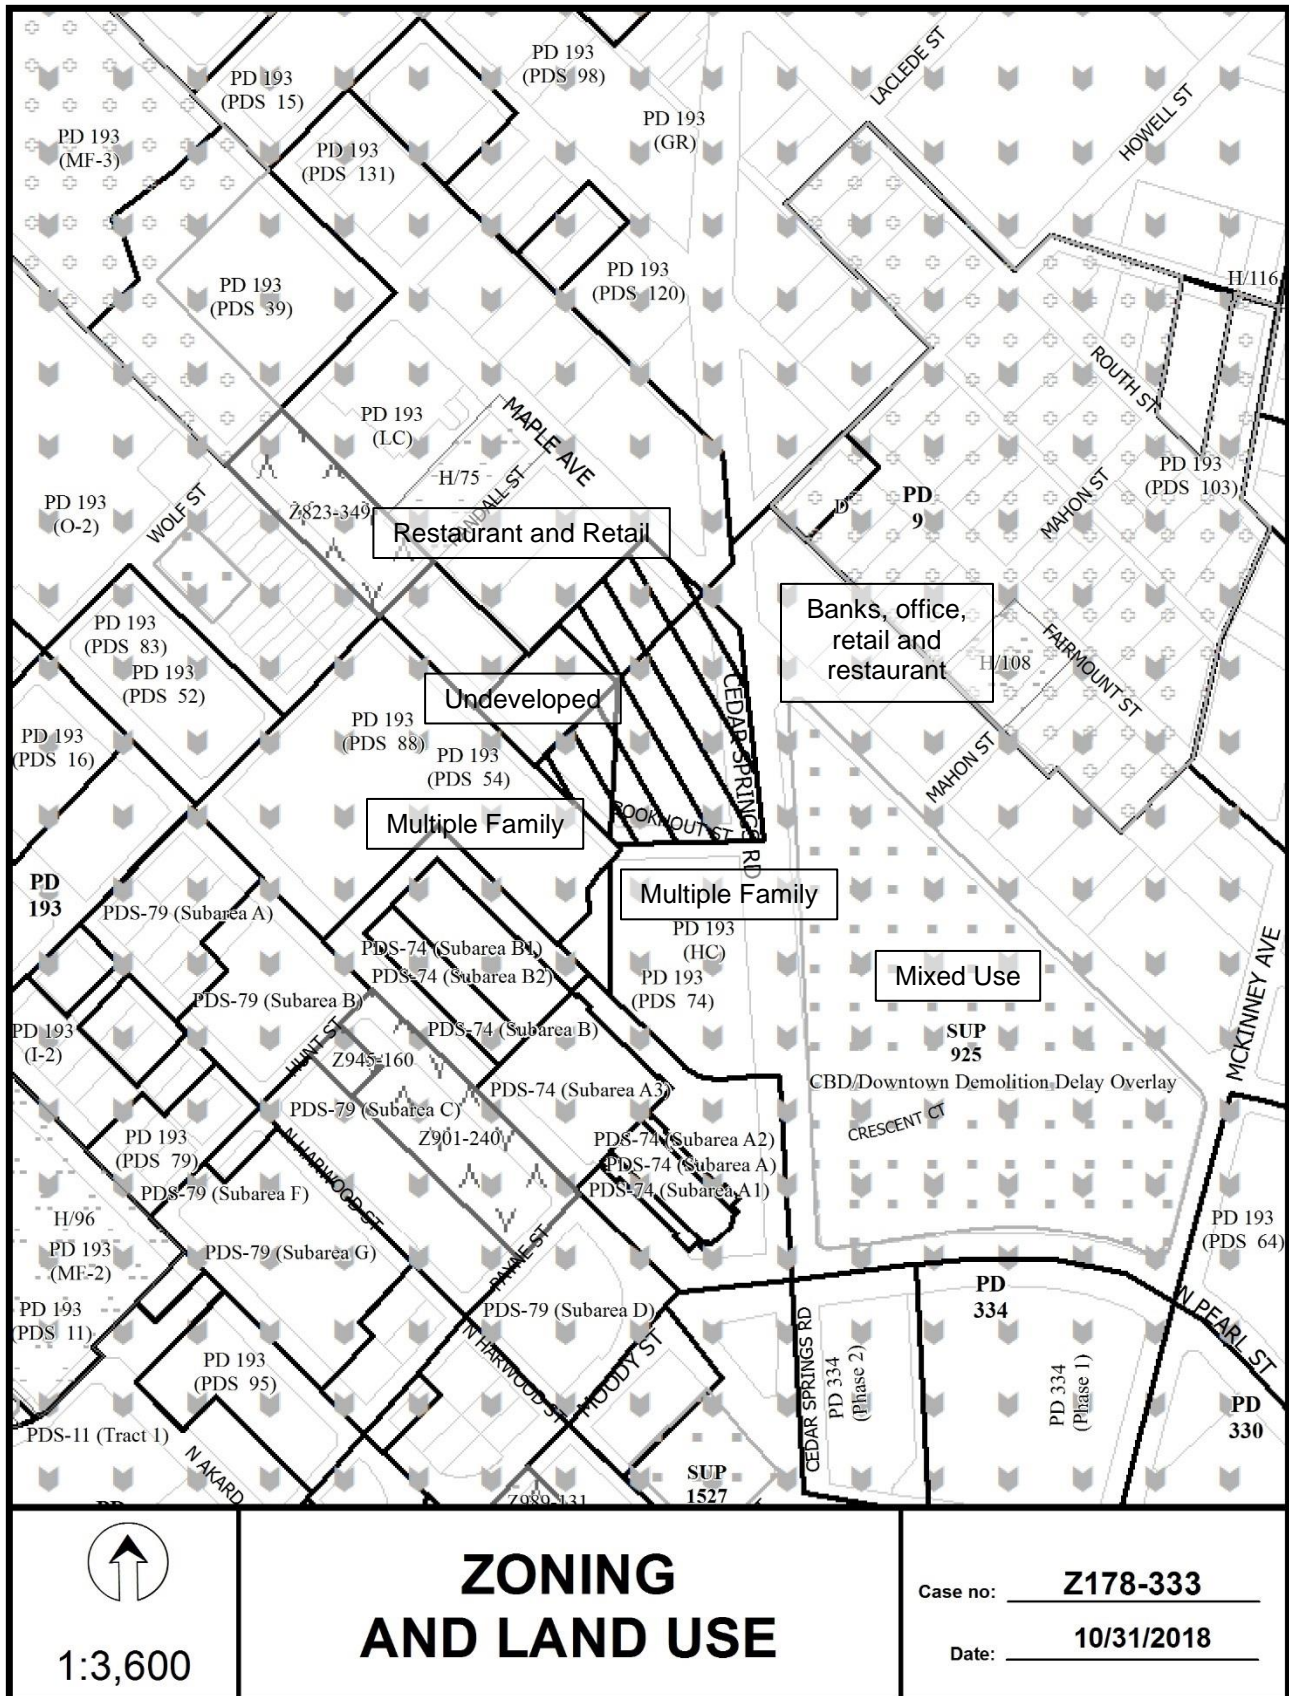 LACLEDE ST
HOWELL ST
PD 193
(PDS 98)
PD 193
(PDS 15)
PD 193
(GR)
PD 193
(MF-3)
PD 193
(PDS 131)
PD 193
(PDS 120)
PD 193
(PDS 39)
H/116
ROUTH ST
MAPLE AVE
PD 193
(LC)
H/75
PD 193
(PDS 103)
PD 193
(O-2)
WOLF ST
Z823-349
PD
9
D
MAHON ST
Restaurant and Retail
Banks, office,
retail and
restaurant
PD 193
(PDS 83)
PD 193
(PDS 52)
H/108
FAIRMOUNT ST
Undeveloped
CEDAR SPRINGS RD
PD 193
(PDS 16)
PD 193
(PDS 88)
PD 193
(PDS 54)
MAHON ST
BOOKHOUT ST
Multiple Family
PD
193
PDS-79 (Subarea A)
Multiple Family
PD 193
(HC)
PD 193
(PDS 74)
PDS-74 (Subarea B1)
PDS-74 (Subarea B2)
Mixed Use
MCKINNEY AVE
PDS-79 (Subarea B)
PDS-74 (Subarea B)
PD 193
(I-2)
HUNT ST
Z945-160
SUP
925
CBD/Downtown Demolition Delay Overlay
PDS-74 (Subarea A3)
PDS-79 (Subarea C)
CRESCENT CT
Z901-240
PD 193
(PDS 79)
N HARWOOD ST
PDS-74 (Subarea A2)
PDS-74 (Subarea A)
PDS-74 (Subarea A1)
PDS-79 (Subarea F)
H/96
PD 193
(MF-2)
PDS-79 (Subarea G)
PAYNE ST
PD 193
(PDS 64)
PD 193
(PDS 11)
PDS-79 (Subarea D)
PD
334
N PEARL ST
PD 193
(PDS 95)
N HARWOOD ST
MOODY ST
CEDAR SPRINGS RD
PD 334
(Phase 2)
PD 334
(Phase 1)
PD
330
PDS-11 (Tract 1)
N AKARD
SUP
1527
Z989-131
1:3,600
ZONING
AND LAND USE
Case no: Z178-333
Date: 10/31/2018